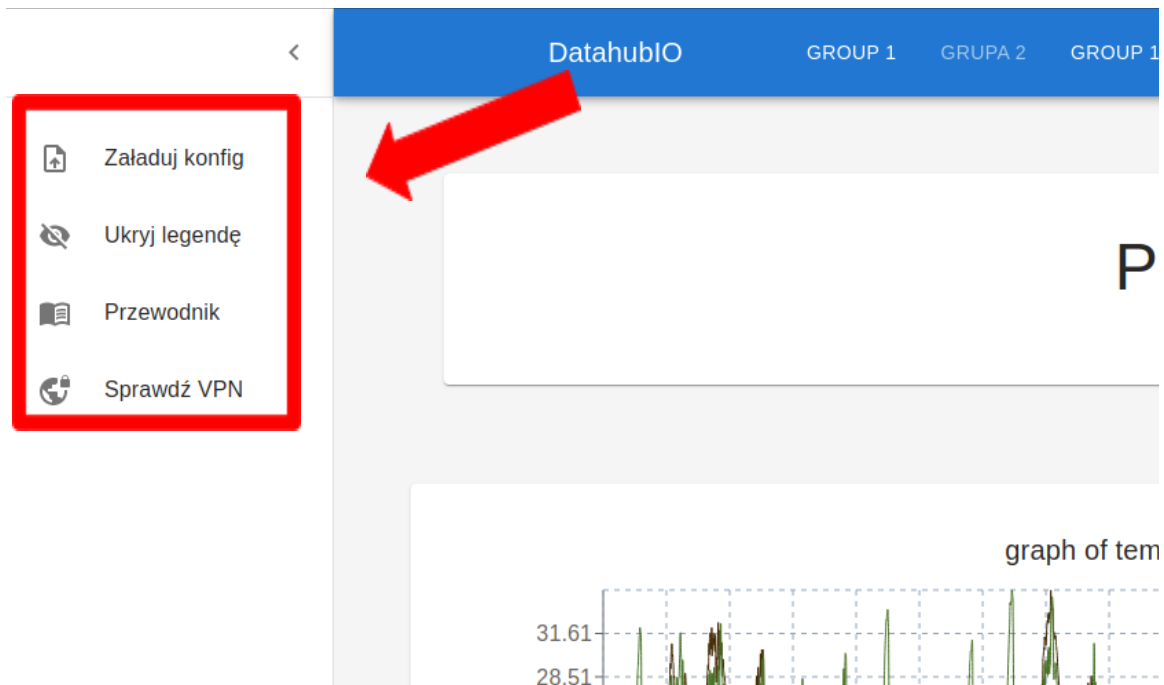 DatahubIO
GROUP 1
GRUPA 2
GROUP 1
Załaduj konfig
Ukryj legendę
Przewodnik
Sprawdź VPN
P
graph of tem
31.61
28.51